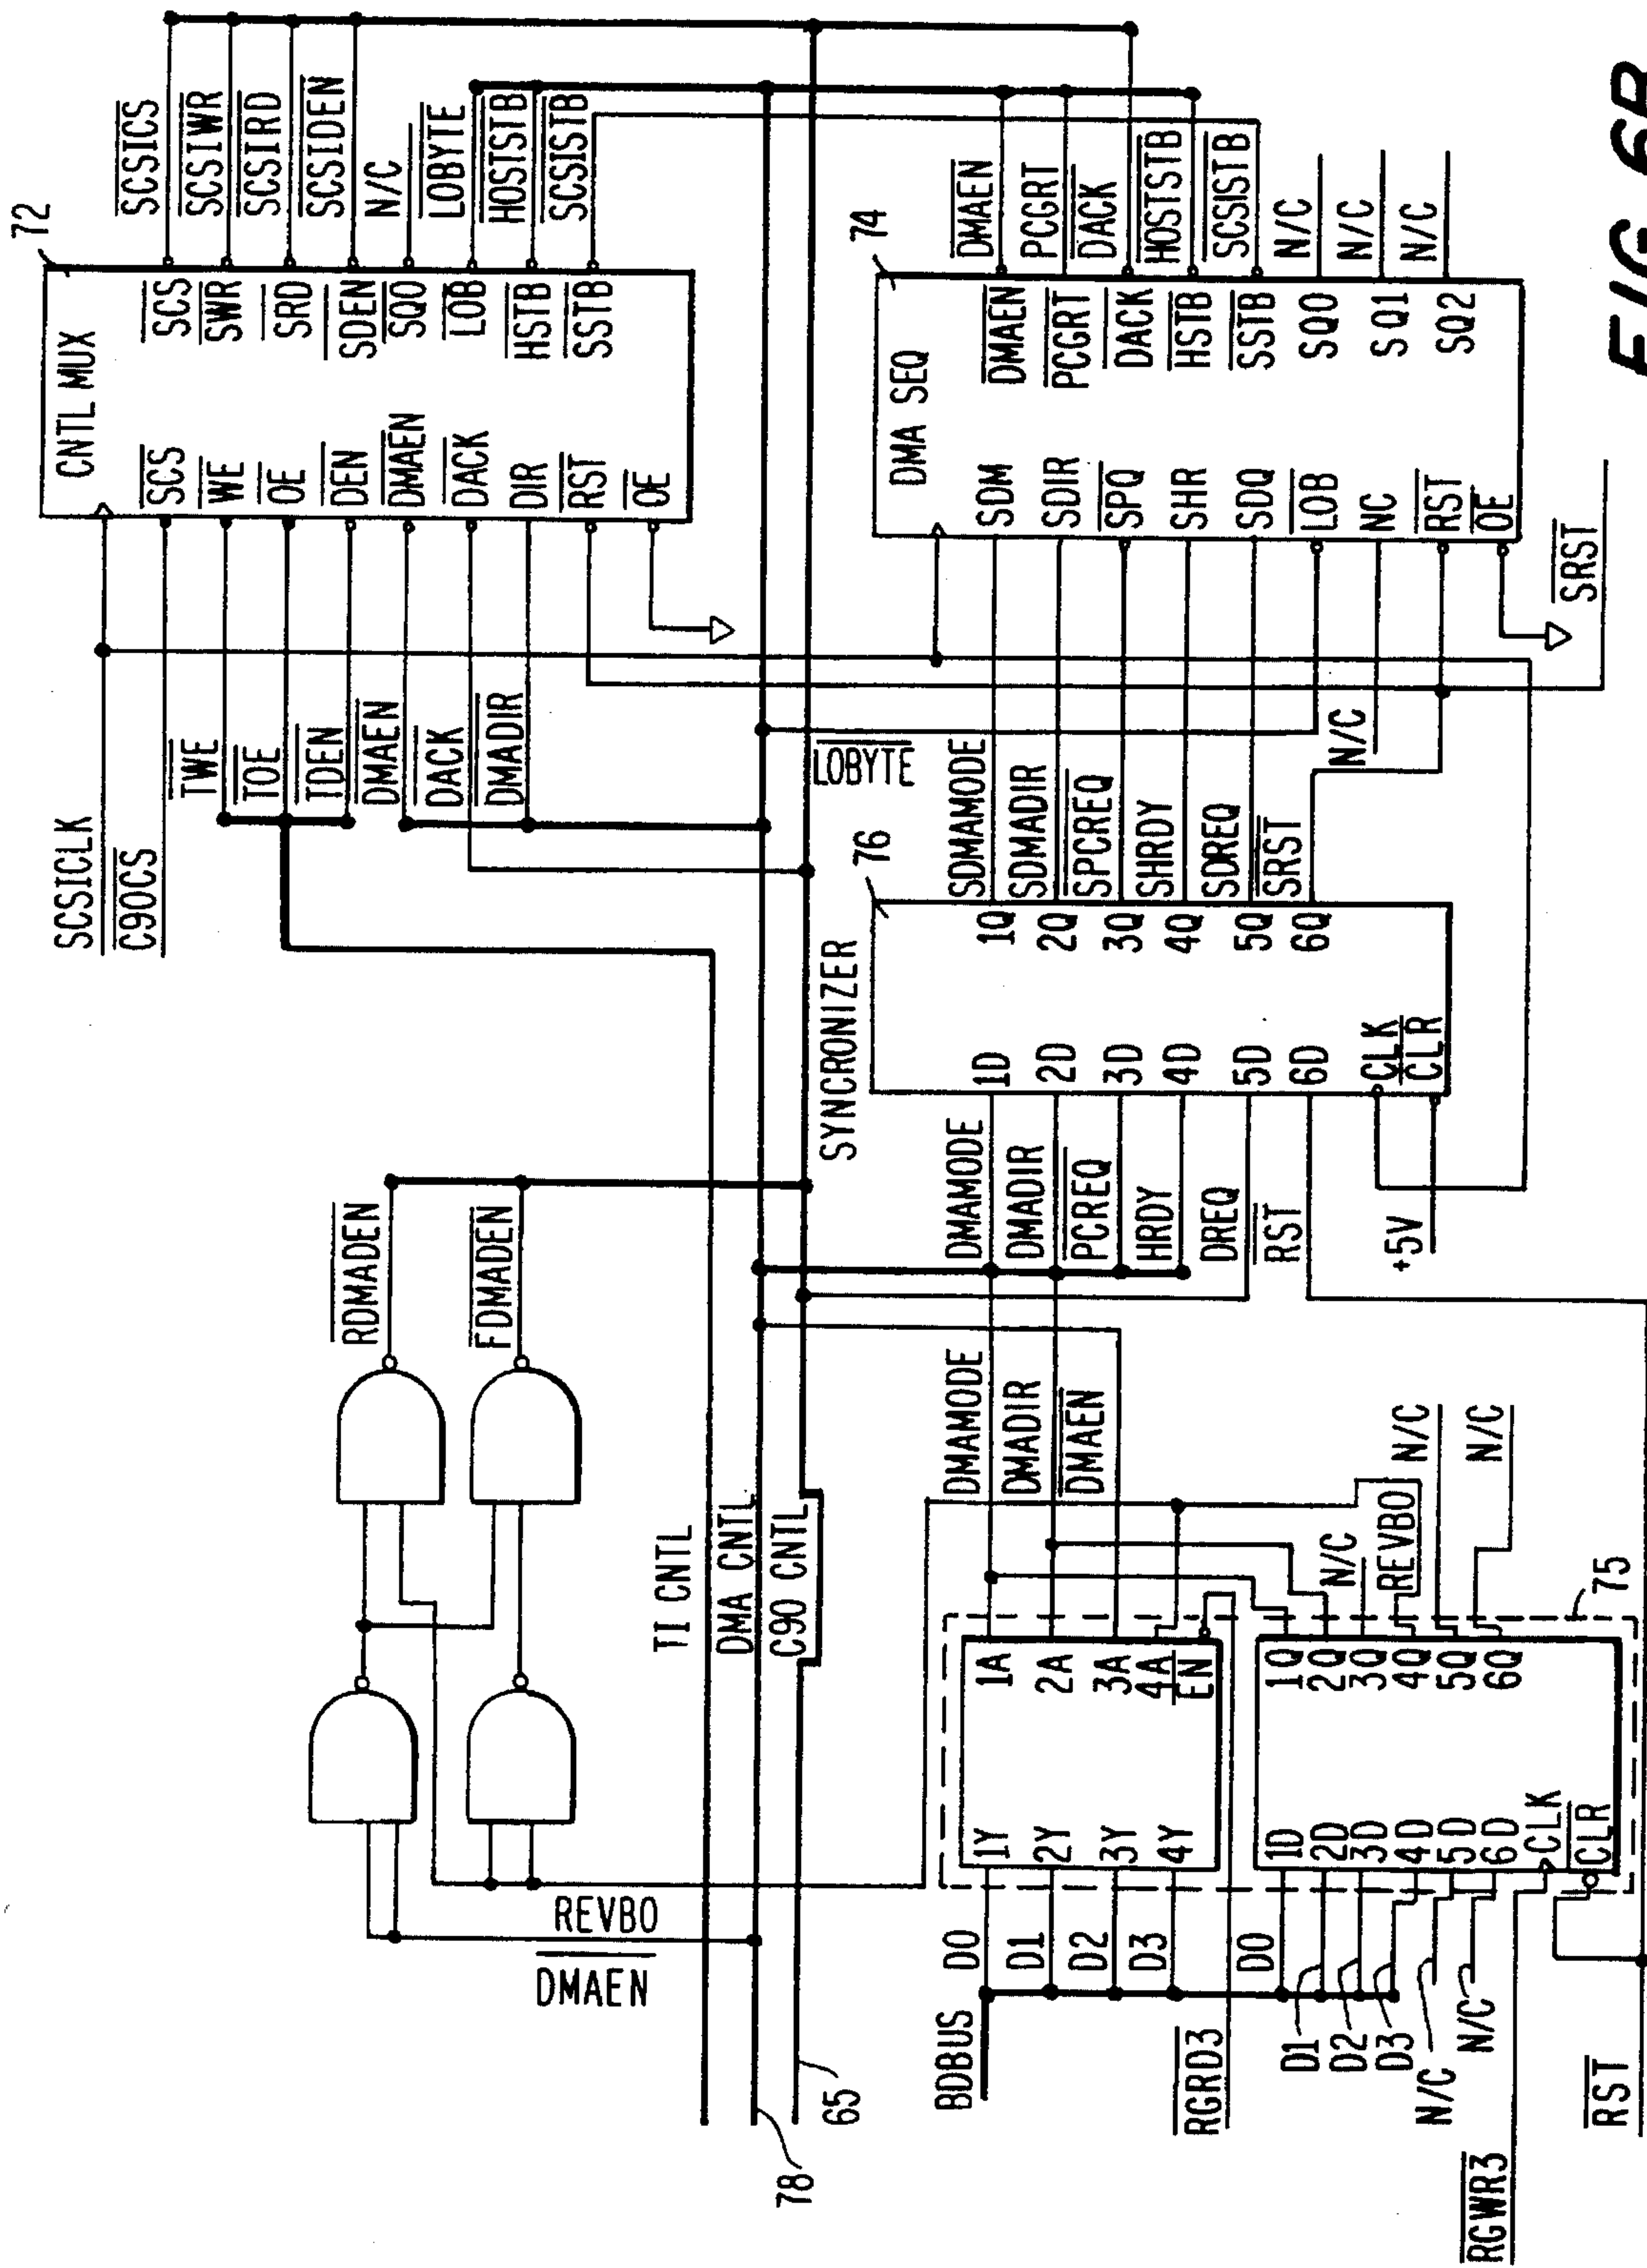 72
CNTL MUX
SCSICLK
C90CS
TWE
TOE
TDEN
DMAEN
DACK
DMADIR
SCS
WE
OE
DEN
DMAEN
DACK
DIR
RST
OE
SCS
SWR
SRD
SDEN
SQO
LOB
HSTB
SSTB
SCSICS
SCSIWR
SCSIRD
SCSIDEN
N/C
LOBYTE
HOSTSTB
SCSISTB
RDMADEN
FDMADEN
REVBO
DMAEN
TI CNTL
DMA CNTL
C90 CNTL
78
65
LOBYTE
SYNCRONIZER
76
DMAMODE
DMADIR
PCREQ
HRDY
DREQ
RST
+5V
1D
2D
3D
4D
5D
6D
CLK
CLR
1Q
2Q
3Q
4Q
5Q
6Q
SDMAMODE
SDMADIR
SPCREQ
SHRDY
SDREQ
SRST
N/C
74
DMA SEQ
SDM
SDIR
SPQ
SHR
SDQ
LOB
NC
RST
OE
DMAEN
PCGRT
DACK
HSTB
SSTB
SQ0
SQ1
SQ2
DMAEN
PCGRT
DACK
HOSTSTB
SCSISTB
N/C
N/C
N/C
SRST
BDBUS
D0
D1
D2
D3
1Y
2Y
3Y
4Y
1A
2A
3A
4A
EN
DMAMODE
DMADIR
DMAEN
RGRD3
D0
D1
D2
D3
N/C
N/C
1D
2D
3D
4D
5D
6D
CLK
CLR
1Q
2Q
3Q
4Q
5Q
6Q
N/C
REVBO
N/C
N/C
75
RGWR3
RST